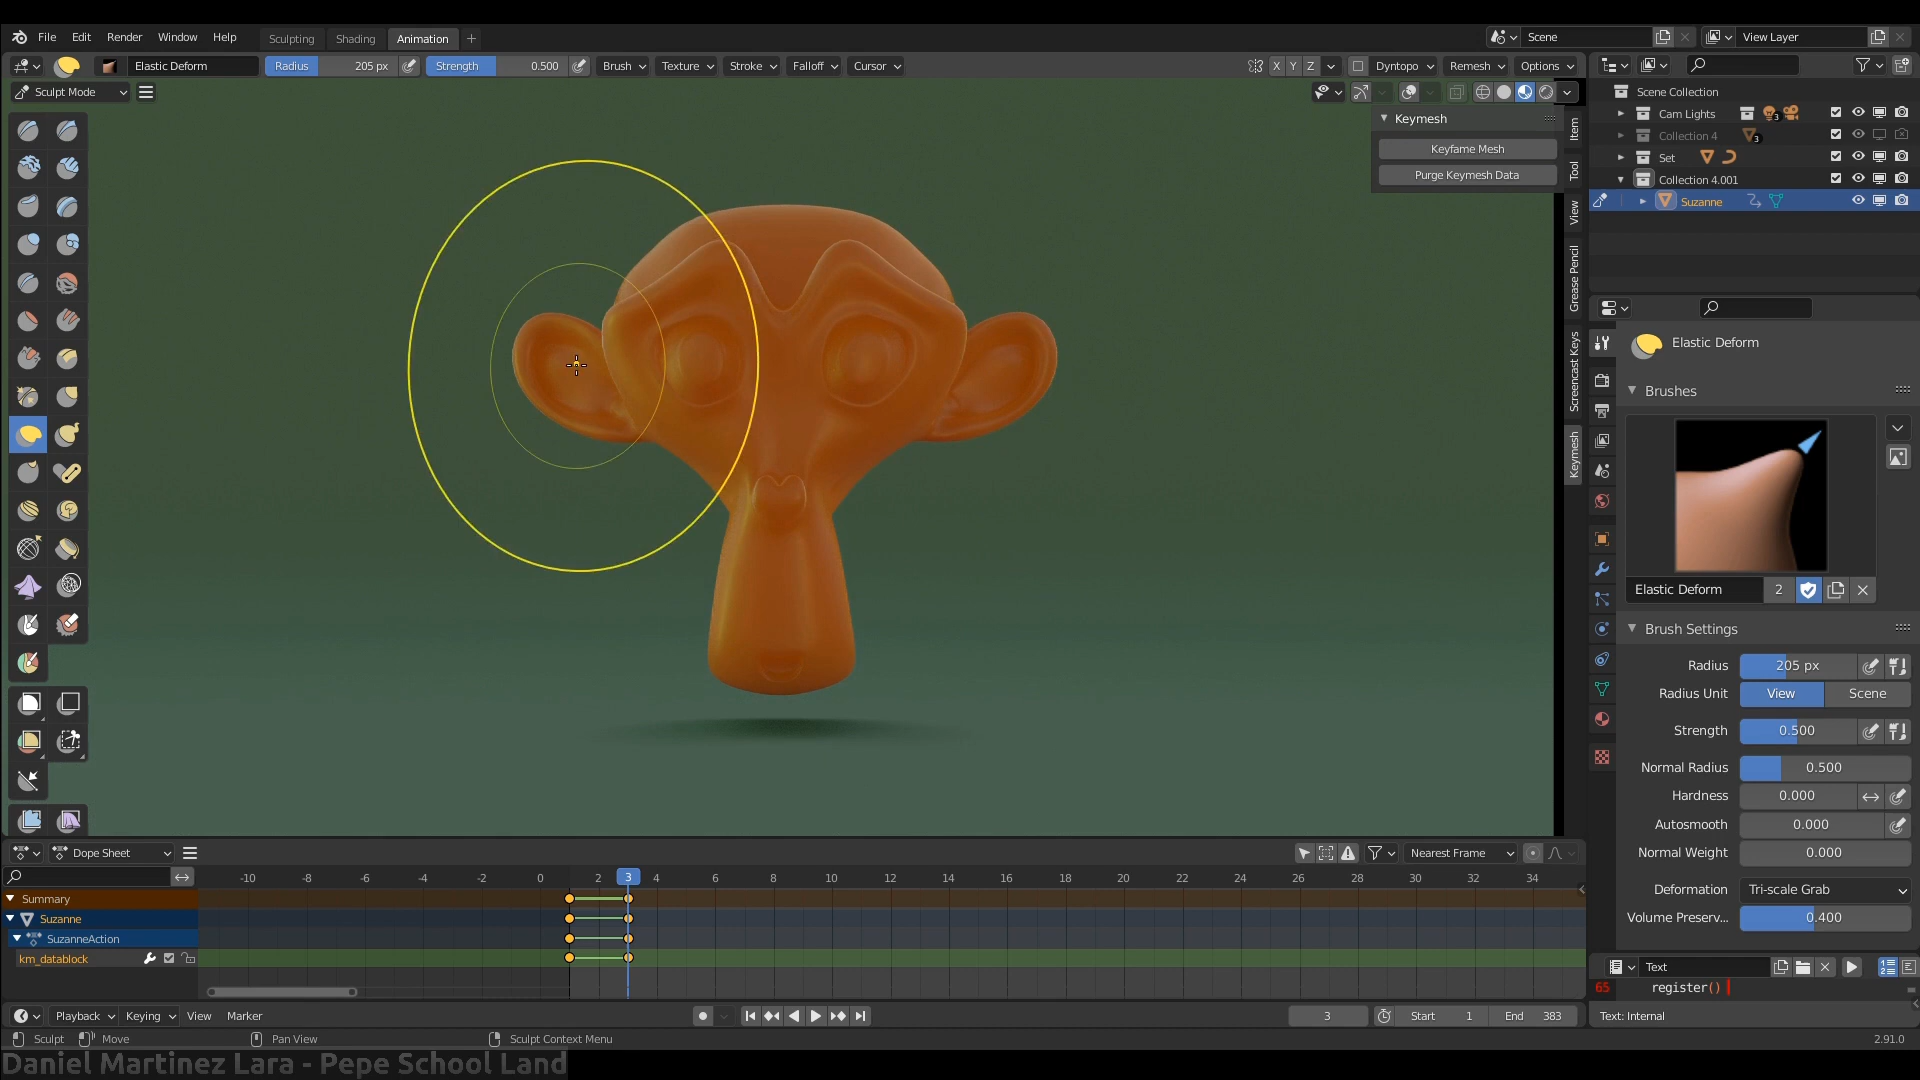 File Edit Render Window Help Sculpting Shading Animation + Scene View Layer
Elastic Deform Radius 205 px Strength 0.500 Brush Texture Stroke Falloff Cursor X Y Z Dyntopo Remesh Options
Sculpt Mode
Keymesh
Keyfame Mesh
Purge Keymesh Data
Item
Tool
View
Grease Pencil
Screencast Keys
Keymesh
Scene Collection
Cam Lights 3
Collection 4 3
Set
Collection 4.001
Suzanne
Elastic Deform
Brushes
Elastic Deform 2
Brush Settings
Radius 205 px
Radius Unit View Scene
Strength 0.500
Normal Radius 0.500
Hardness 0.000
Autosmooth 0.000
Normal Weight 0.000
Deformation Tri-scale Grab
Volume Preserv... 0.400
Text
65 register()
Text: Internal
Dope Sheet Nearest Frame
-10 -8 -6 -4 -2 0 2 3 4 6 8 10 12 14 16 18 20 22 24 26 28 30 32 34
Summary
Suzanne
SuzanneAction
km_datablock
Playback Keying View Marker 3 Start 1 End 383
Sculpt Move Pan View Sculpt Context Menu 2.91.0
Daniel Martinez Lara - Pepe School Land